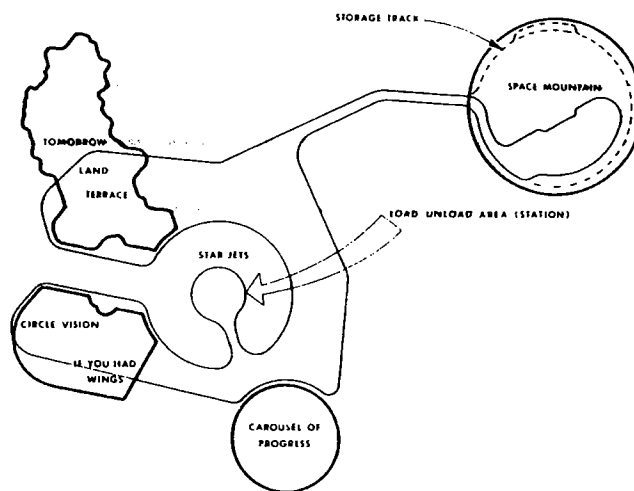 STORAGE TRACK
SPACE MOUNTAIN
TOMORROW
LAND
TERRACE
LOAD UNLOAD AREA (STATION)
STAR JETS
CIRCLE VISION
IF YOU HAD
WINGS
CAROUSEL OF
PROGRESS